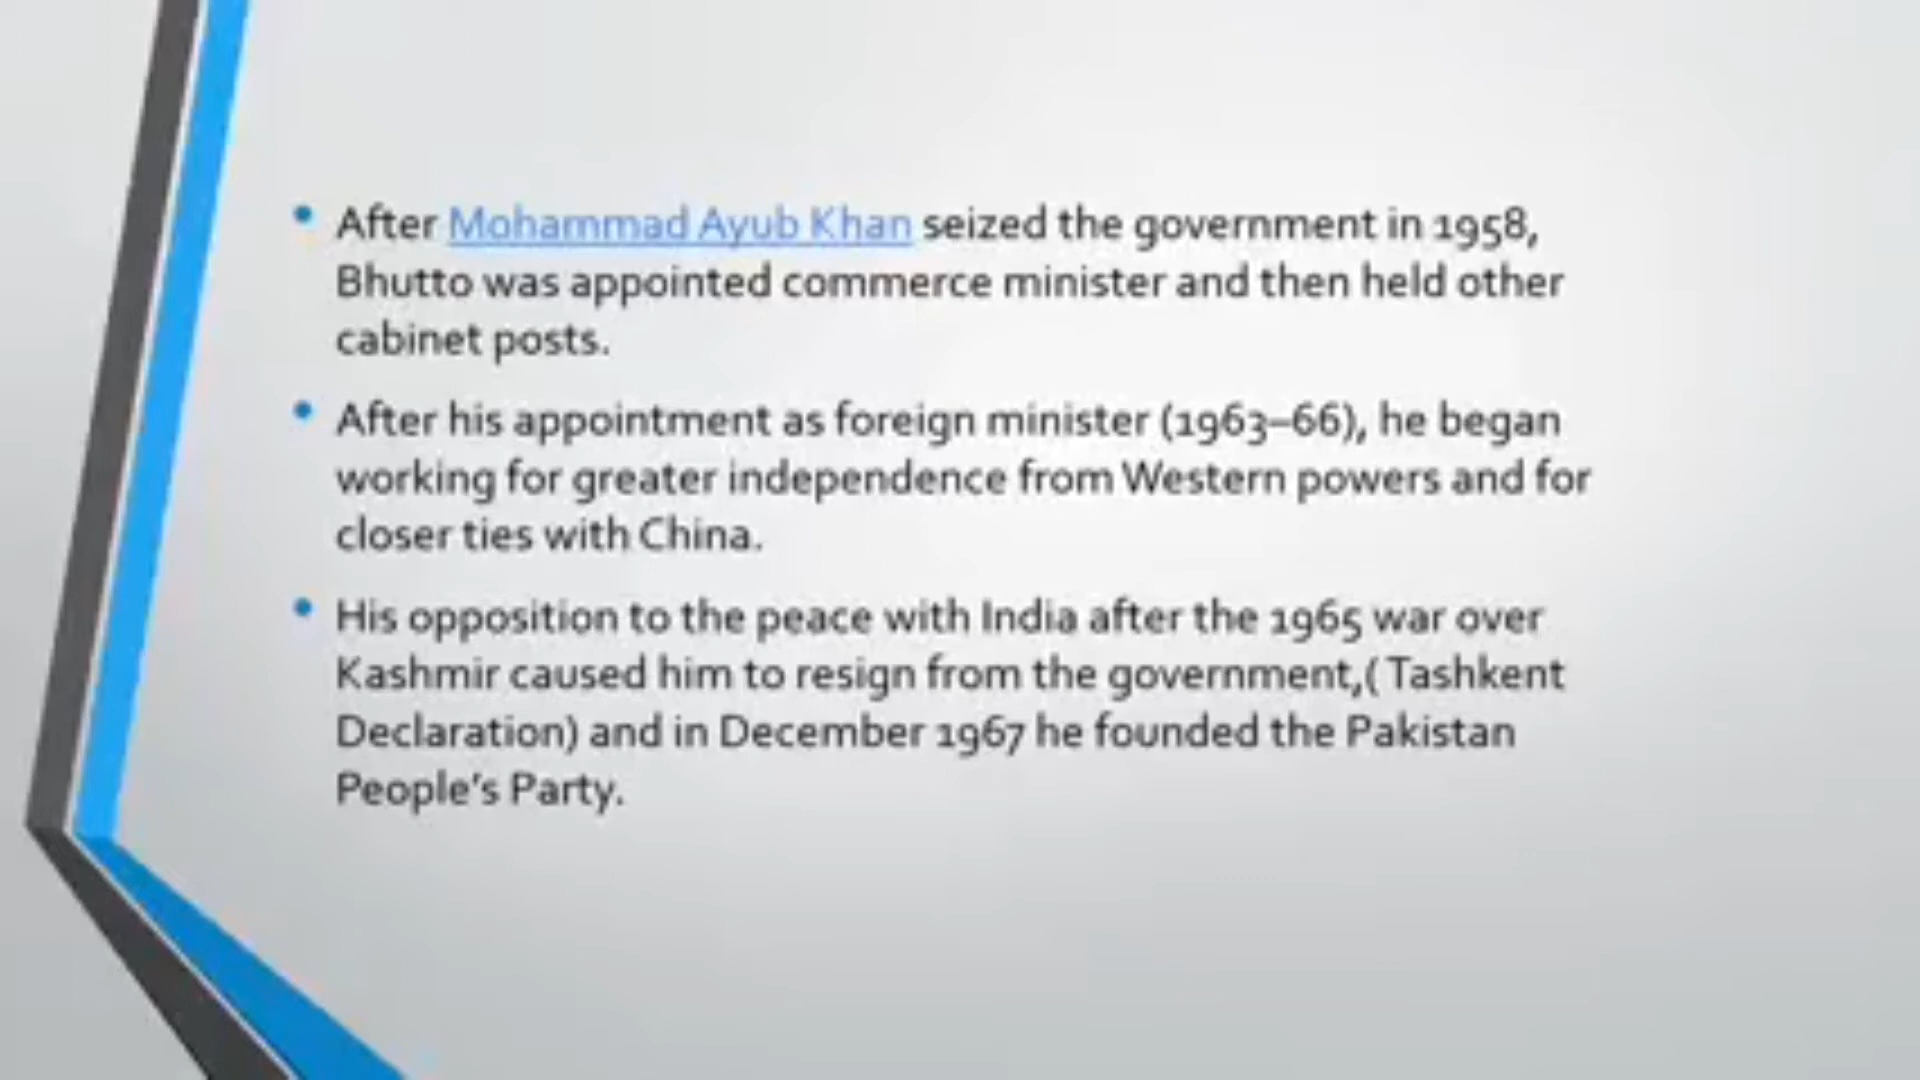 • After Mohammad Ayub Khan seized the government in 1958,
Bhutto was appointed commerce minister and then held other
cabinet posts.
• After his appointment as foreign minister (1963–66), he began
working for greater independence from Western powers and for
closer ties with China.
• His opposition to the peace with India after the 1965 war over
Kashmir caused him to resign from the government,( Tashkent
Declaration) and in December 1967 he founded the Pakistan
People’s Party.